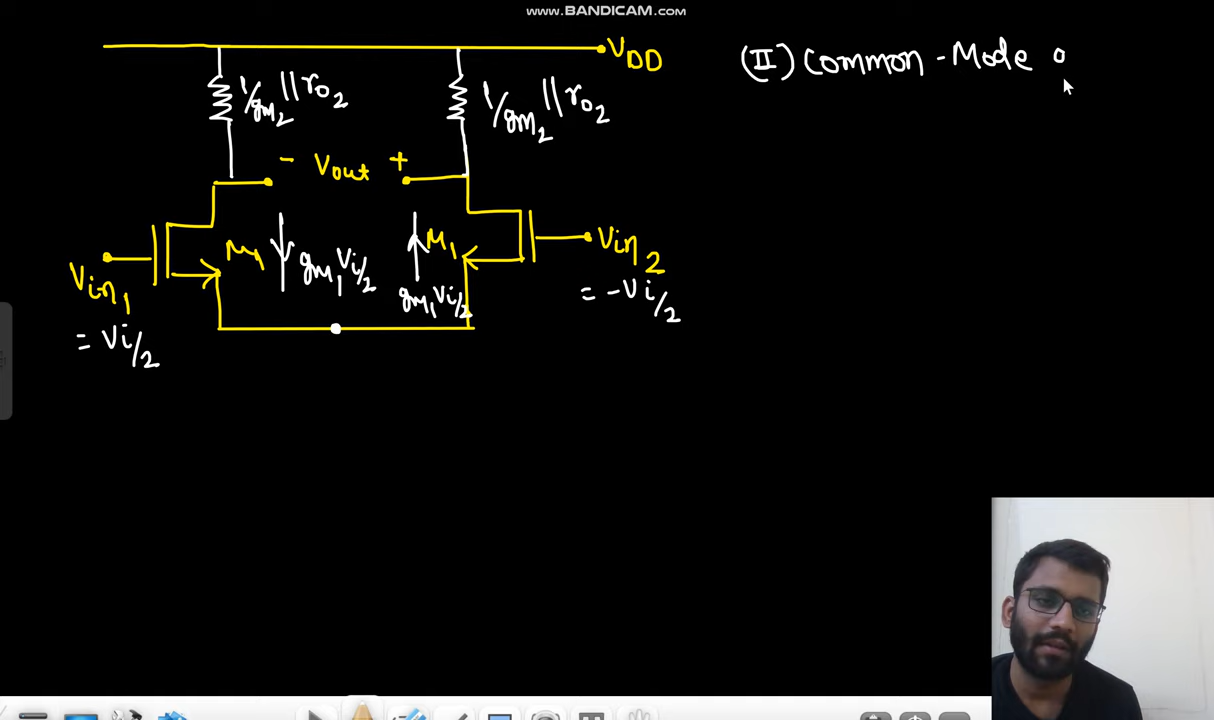 www.BANDICAM.com
VDD
(II) Common-Mode o
1/gm2 || ro2
1/gm2 || ro2
- Vout +
M1
M1
Vin1
= Vi/2
gm1 Vi/2
gm1 Vi/2
Vin2
= -Vi/2